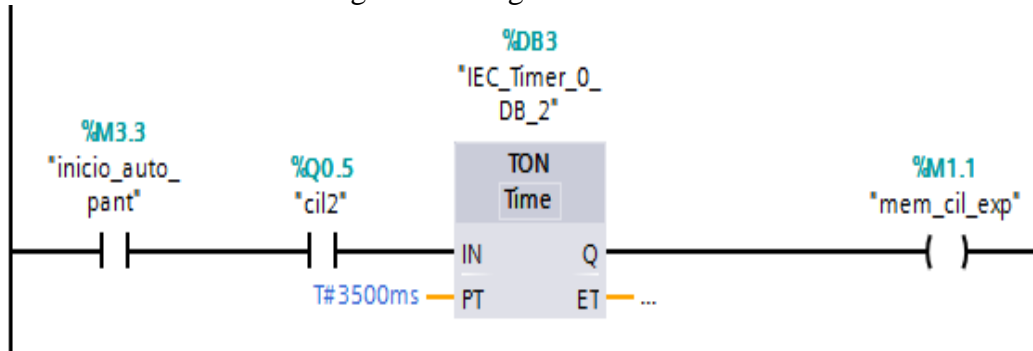 %DB3
"IEC_Timer_0_
DB_2"
%M3.3
"inicio_auto_
pant"
%Q0.5
"cil2"
TON
Time
%M1.1
"mem_cil_exp"
IN
Q
T#3500ms
PT
ET
...